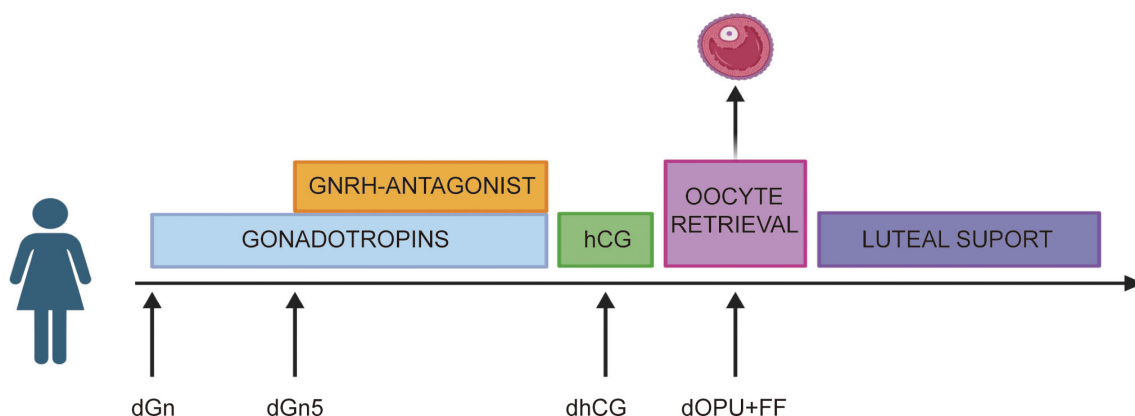 GNRH-ANTAGONIST
GONADOTROPINS
hCG
OOCYTE
RETRIEVAL
LUTEAL SUPORT
dGn
dGn5
dhCG
dOPU+FF